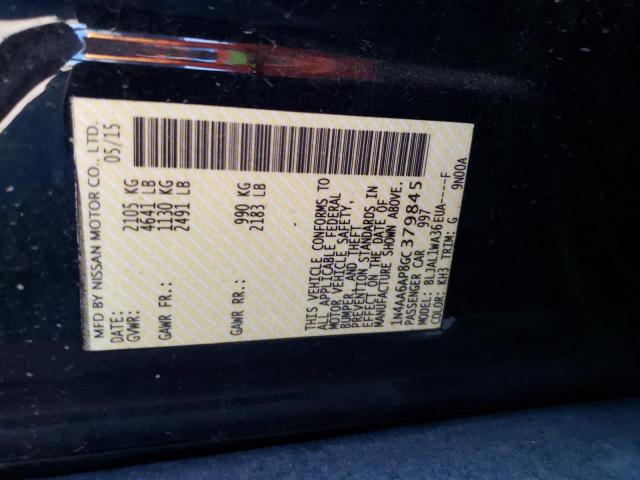 MFD BY NISSAN MOTOR CO., LTD.
DATE: 05/15
GVWR: 2105 KG
4641 LB
GAWR FR.: 1130 KG
2491 LB
GAWR RR.: 990 KG
2183 LB
THIS VEHICLE CONFORMS TO
ALL APPLICABLE FEDERAL
MOTOR VEHICLE SAFETY,
BUMPER, AND THEFT
PREVENTION STANDARDS IN
EFFECT ON THE DATE OF
MANUFACTURE SHOWN ABOVE.
1N4AA6AP8GC379845
PASSENGER CAR 997
MODEL: BLJALIWA36EUA----F
COLOR: KH3 TRIM: G 9N00A